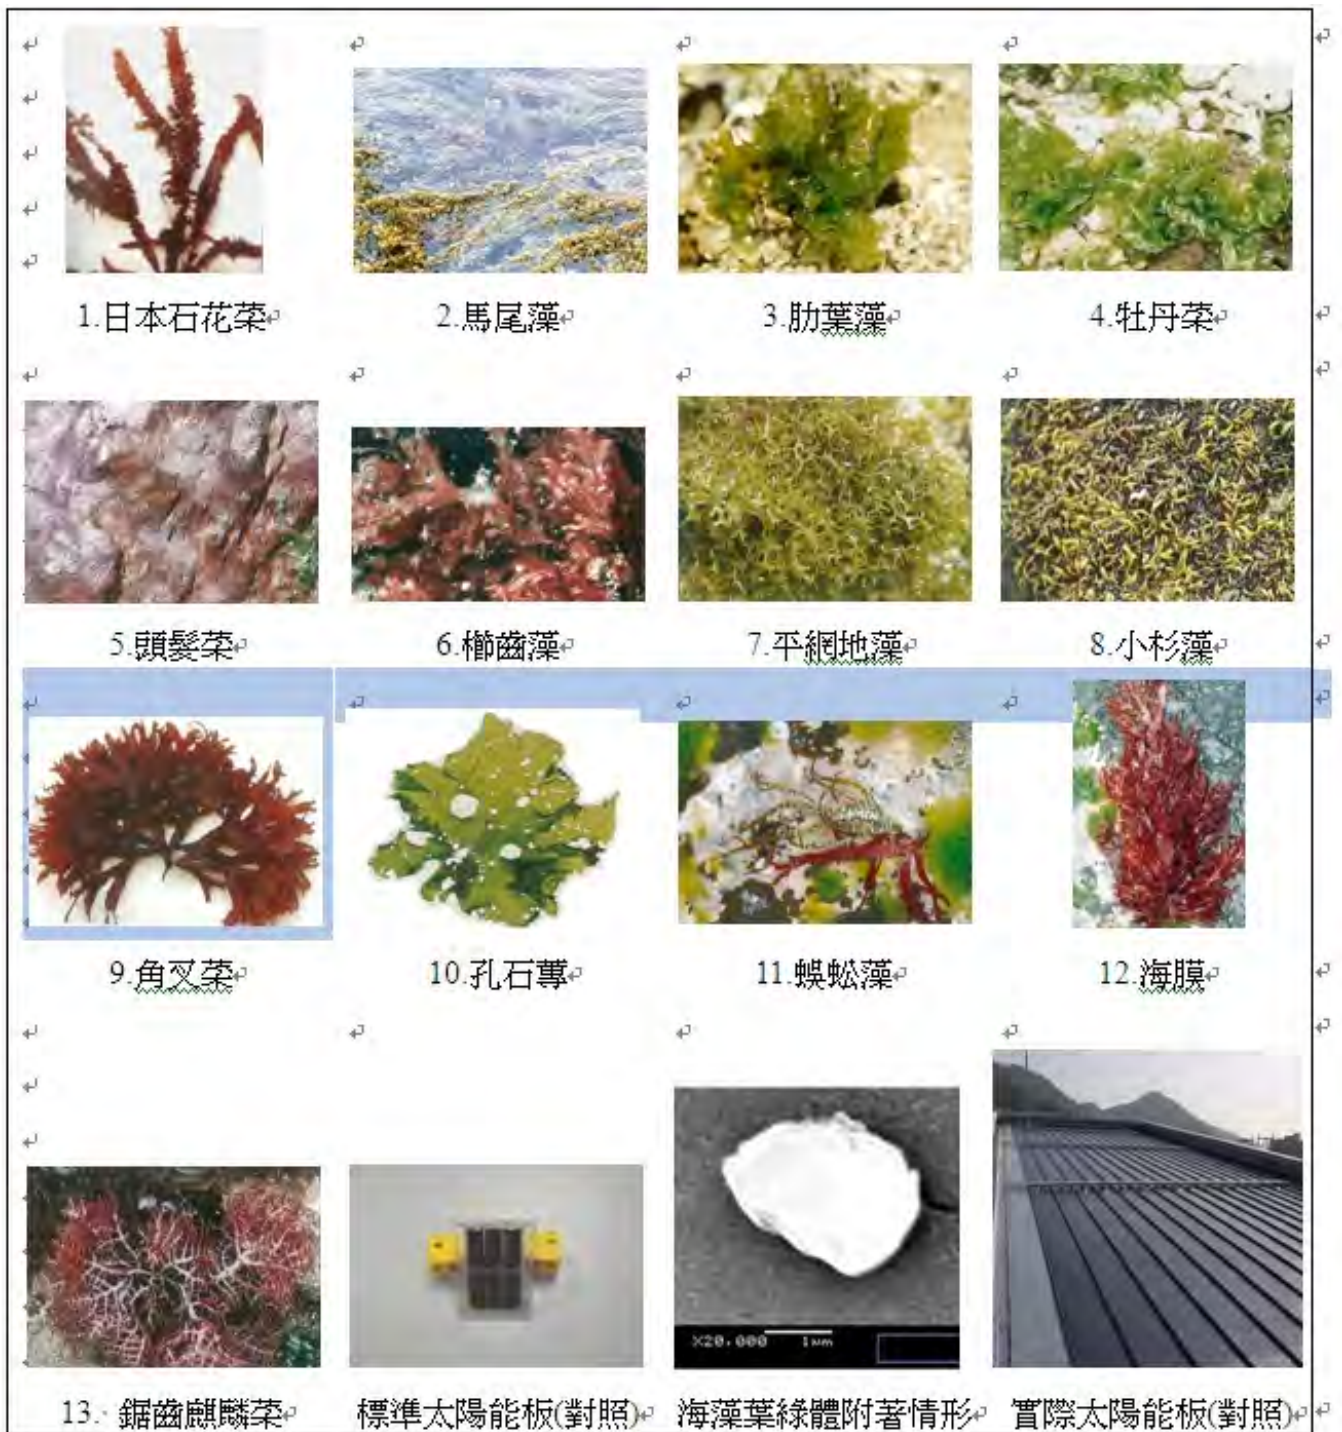 1.日本石花菜
2.馬尾藻
3.肋葉藻
4.牡丹菜
5.頭髮菜
6.櫛齒藻
7.平網地藻
8.小杉藻
9.角叉菜
10.孔石蓴
11.蜈蚣藻
12.海膜
X20,000 1μm
13. 鋸齒麒麟菜
標準太陽能板(對照)
海藻葉綠體附著情形
實際太陽能板(對照)